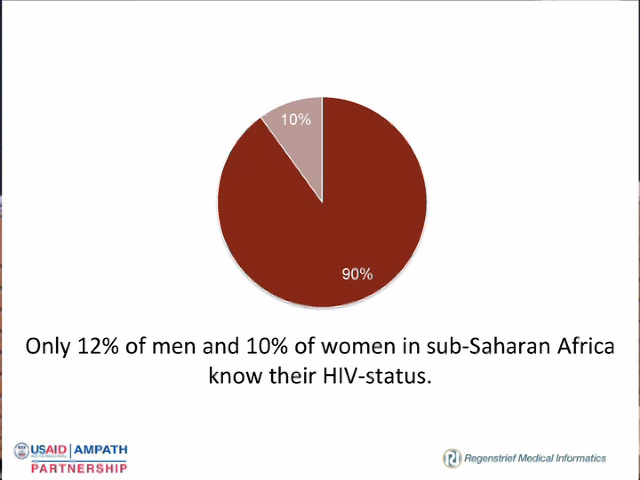 10%
90%
Only 12% of men and 10% of women in sub-Saharan Africa
know their HIV-status.
USAID | AMPATH
PARTNERSHIP
Regenstrief Medical Informatics